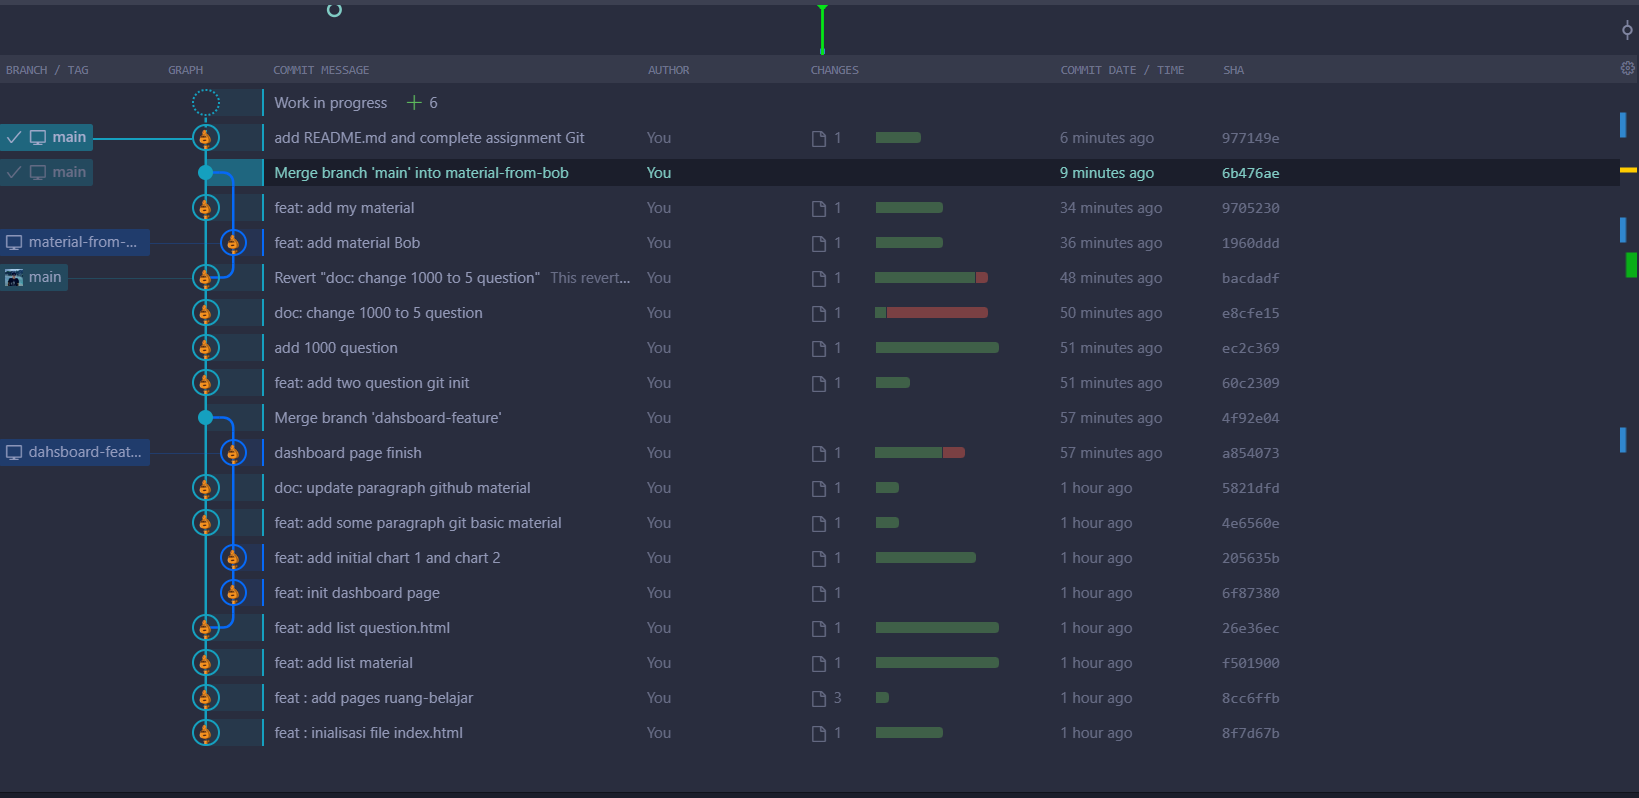 BRANCH / TAG GRAPH COMMIT MESSAGE AUTHOR CHANGES COMMIT DATE / TIME SHA
Work in progress 6
main add README.md and complete assignment Git You 1 6 minutes ago 977149e
main Merge branch 'main' into material-from-bob You 9 minutes ago 6b476ae
feat: add my material You 1 34 minutes ago 9705230
material-from-... feat: add material Bob You 1 36 minutes ago 1960ddd
main Revert "doc: change 1000 to 5 question" This revert... You 1 48 minutes ago bacdadf
doc: change 1000 to 5 question You 1 50 minutes ago e8cfe15
add 1000 question You 1 51 minutes ago ec2c369
feat: add two question git init You 1 51 minutes ago 60c2309
Merge branch 'dahsboard-feature' You 57 minutes ago 4f92e04
dahsboard-feat... dashboard page finish You 1 57 minutes ago a854073
doc: update paragraph github material You 1 1 hour ago 5821dfd
feat: add some paragraph git basic material You 1 1 hour ago 4e6560e
feat: add initial chart 1 and chart 2 You 1 1 hour ago 205635b
feat: init dashboard page You 1 1 hour ago 6f87380
feat: add list question.html You 1 1 hour ago 26e36ec
feat: add list material You 1 1 hour ago f501900
feat : add pages ruang-belajar You 3 1 hour ago 8cc6ffb
feat : inialisasi file index.html You 1 1 hour ago 8f7d67b